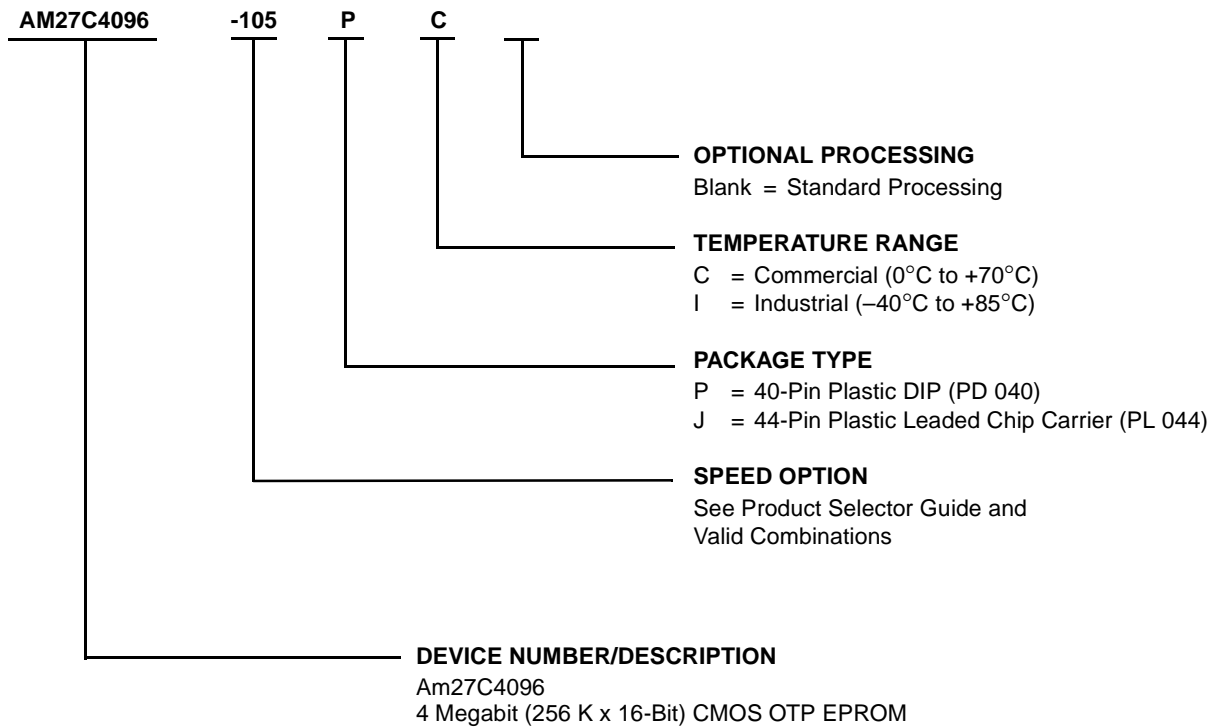 AM27C4096 -105 P C
OPTIONAL PROCESSING
Blank = Standard Processing
TEMPERATURE RANGE
C = Commercial (0°C to +70°C)
I = Industrial (–40°C to +85°C)
PACKAGE TYPE
P = 40-Pin Plastic DIP (PD 040)
J = 44-Pin Plastic Leaded Chip Carrier (PL 044)
SPEED OPTION
See Product Selector Guide and
Valid Combinations
DEVICE NUMBER/DESCRIPTION
Am27C4096
4 Megabit (256 K x 16-Bit) CMOS OTP EPROM